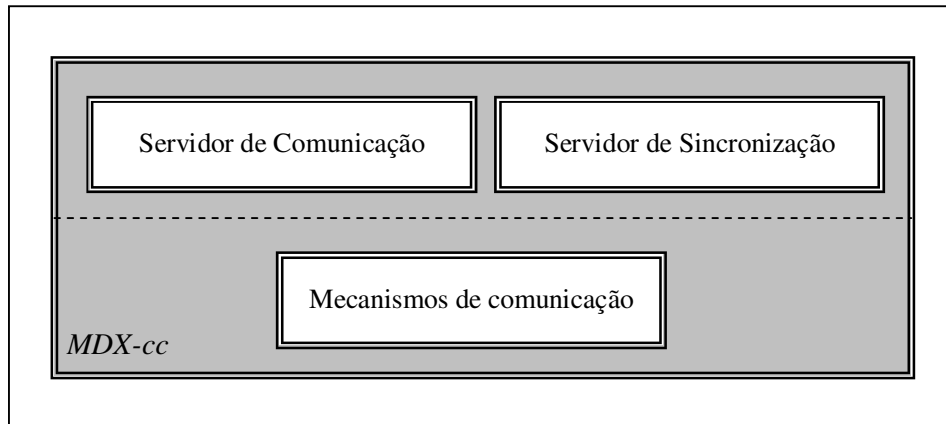 Servidor de Comunicação
Servidor de Sincronização
Mecanismos de comunicação
MDX-cc